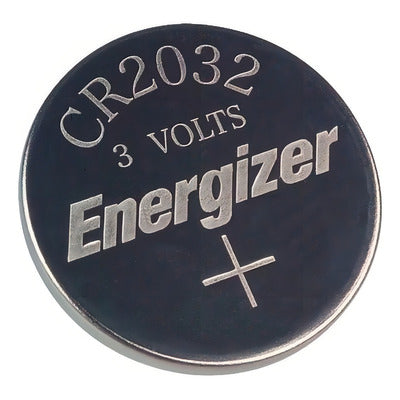 CR2032
3 VOLTS
Energizer
+